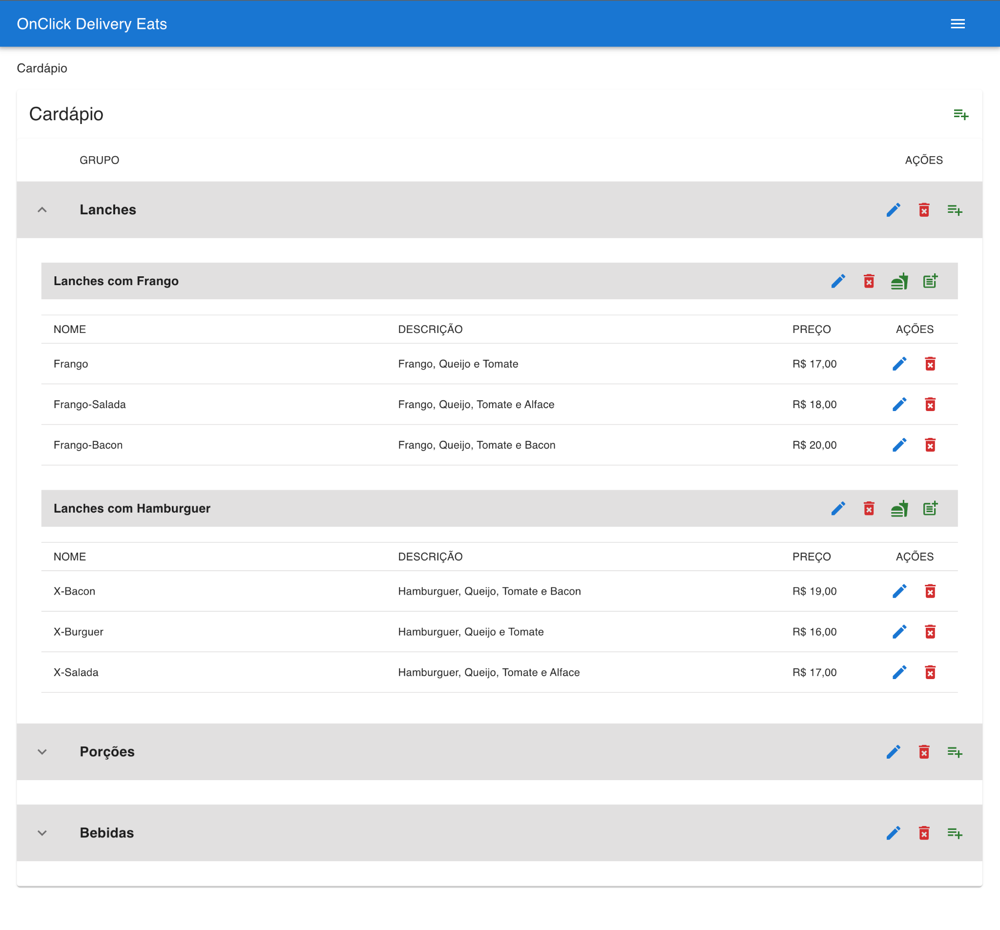 OnClick Delivery Eats
Cardápio
Cardápio
GRUPO AÇÕES
Lanches
Lanches com Frango
NOME DESCRIÇÃO PREÇO AÇÕES
Frango Frango, Queijo e Tomate R$ 17,00
Frango-Salada Frango, Queijo, Tomate e Alface R$ 18,00
Frango-Bacon Frango, Queijo, Tomate e Bacon R$ 20,00
Lanches com Hamburguer
NOME DESCRIÇÃO PREÇO AÇÕES
X-Bacon Hamburguer, Queijo, Tomate e Bacon R$ 19,00
X-Burguer Hamburguer, Queijo e Tomate R$ 16,00
X-Salada Hamburguer, Queijo, Tomate e Alface R$ 17,00
Porções
Bebidas